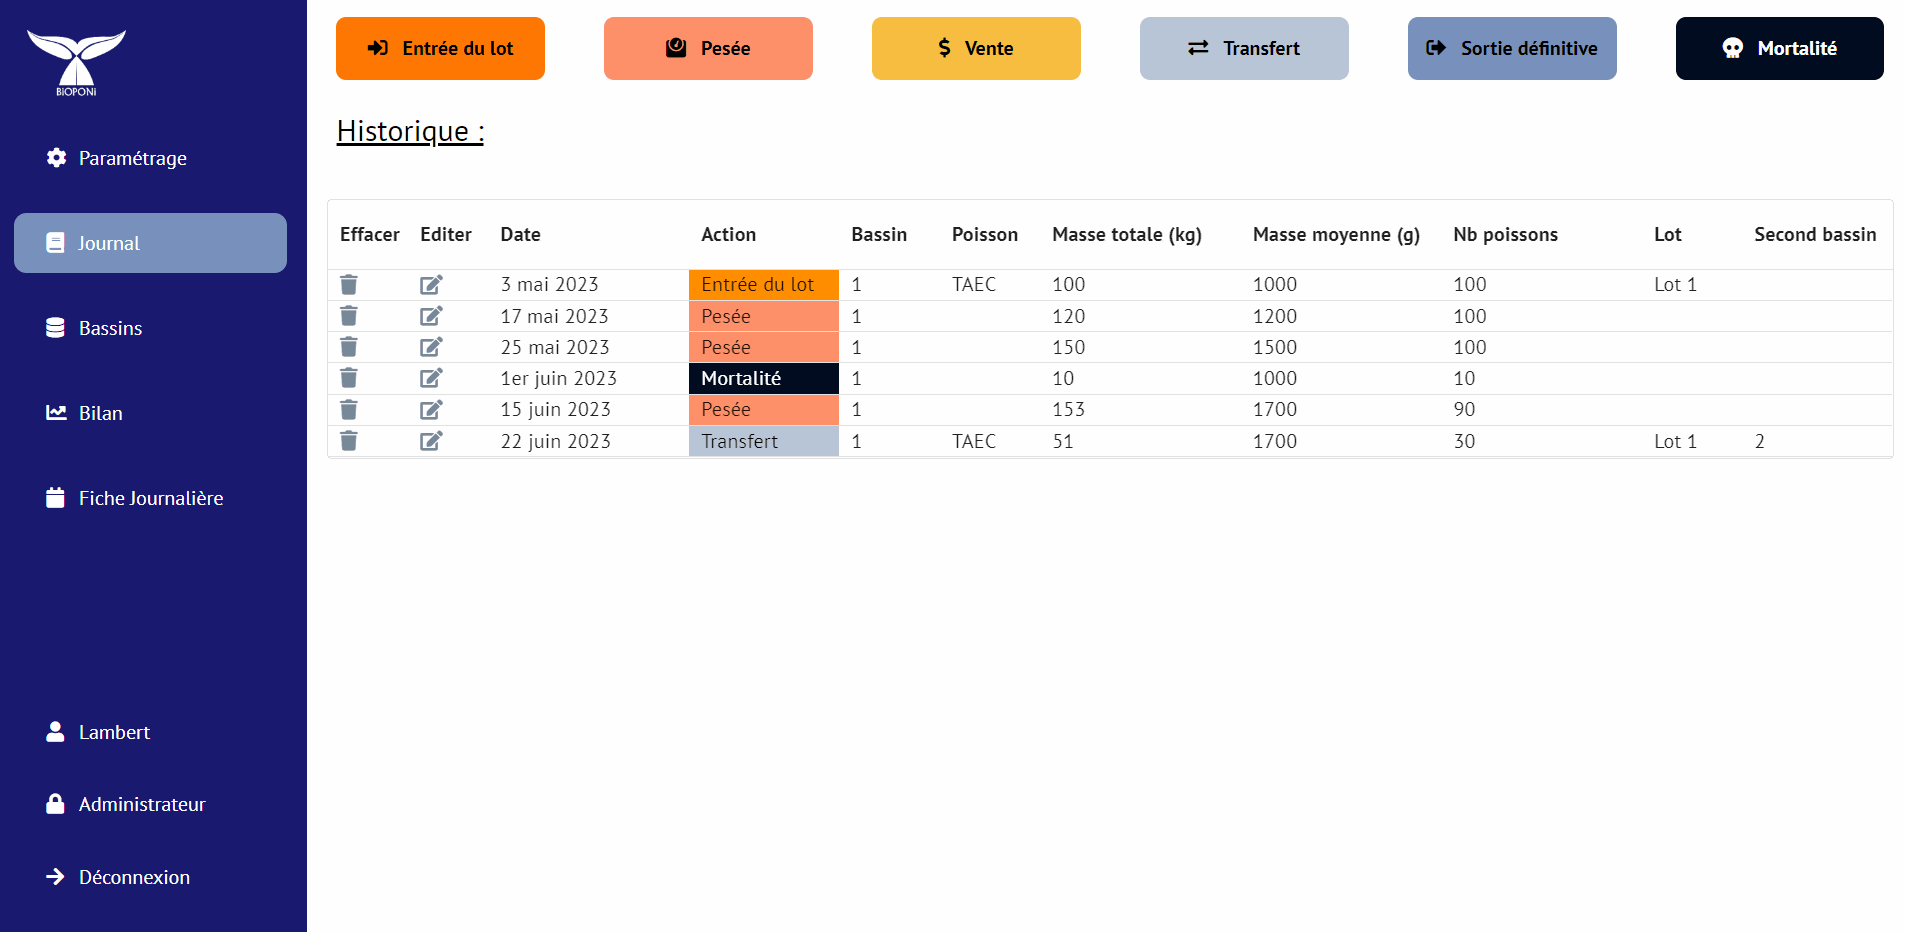 BiOPONi
Paramétrage
Journal
Bassins
Bilan
Fiche Journalière
Lambert
Administrateur
Déconnexion
Entrée du lot
Pesée
Vente
Transfert
Sortie définitive
Mortalité
Historique :
Effacer Editer Date Action Bassin Poisson Masse totale (kg) Masse moyenne (g) Nb poissons Lot Second bassin
3 mai 2023 Entrée du lot 1 TAEC 100 1000 100 Lot 1
17 mai 2023 Pesée 1 120 1200 100
25 mai 2023 Pesée 1 150 1500 100
1er juin 2023 Mortalité 1 10 1000 10
15 juin 2023 Pesée 1 153 1700 90
22 juin 2023 Transfert 1 TAEC 51 1700 30 Lot 1 2